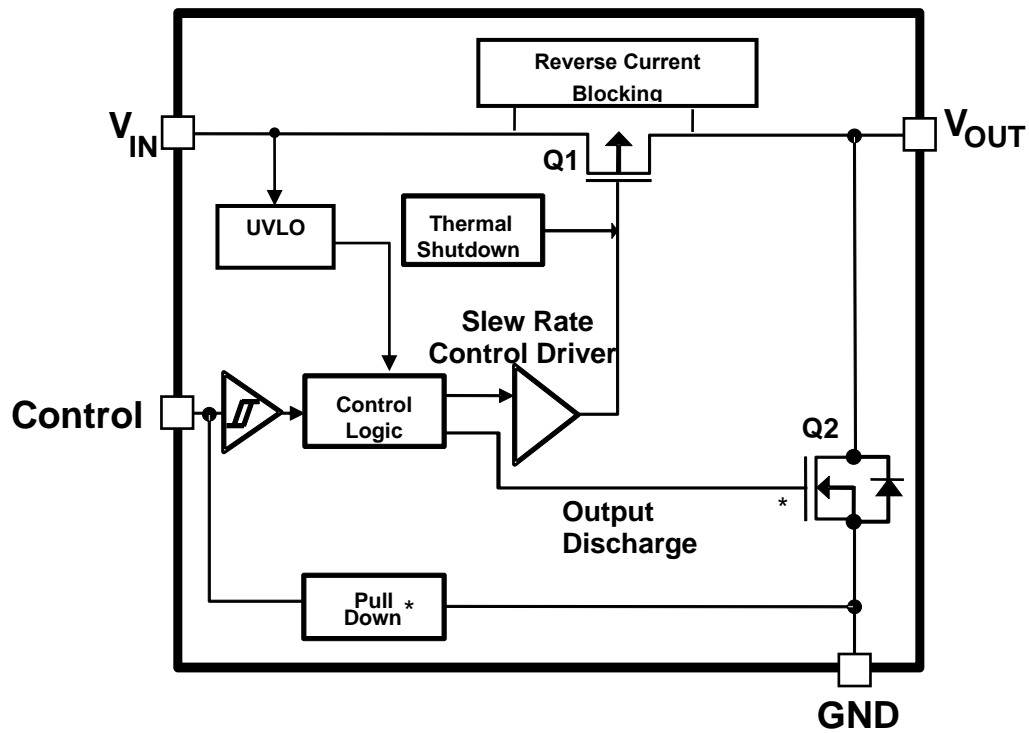 Reverse Current
Blocking
VIN
VOUT
Q1
UVLO
Thermal
Shutdown
Slew Rate
Control Driver
Control
Control
Logic
Q2
*
Output
Discharge
Pull
Down *
GND